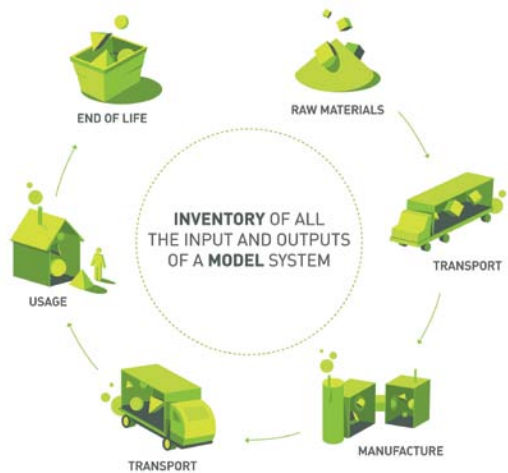 END OF LIFE
RAW MATERIALS
INVENTORY OF ALL
THE INPUT AND OUTPUTS
OF A MODEL SYSTEM
TRANSPORT
USAGE
MANUFACTURE
TRANSPORT